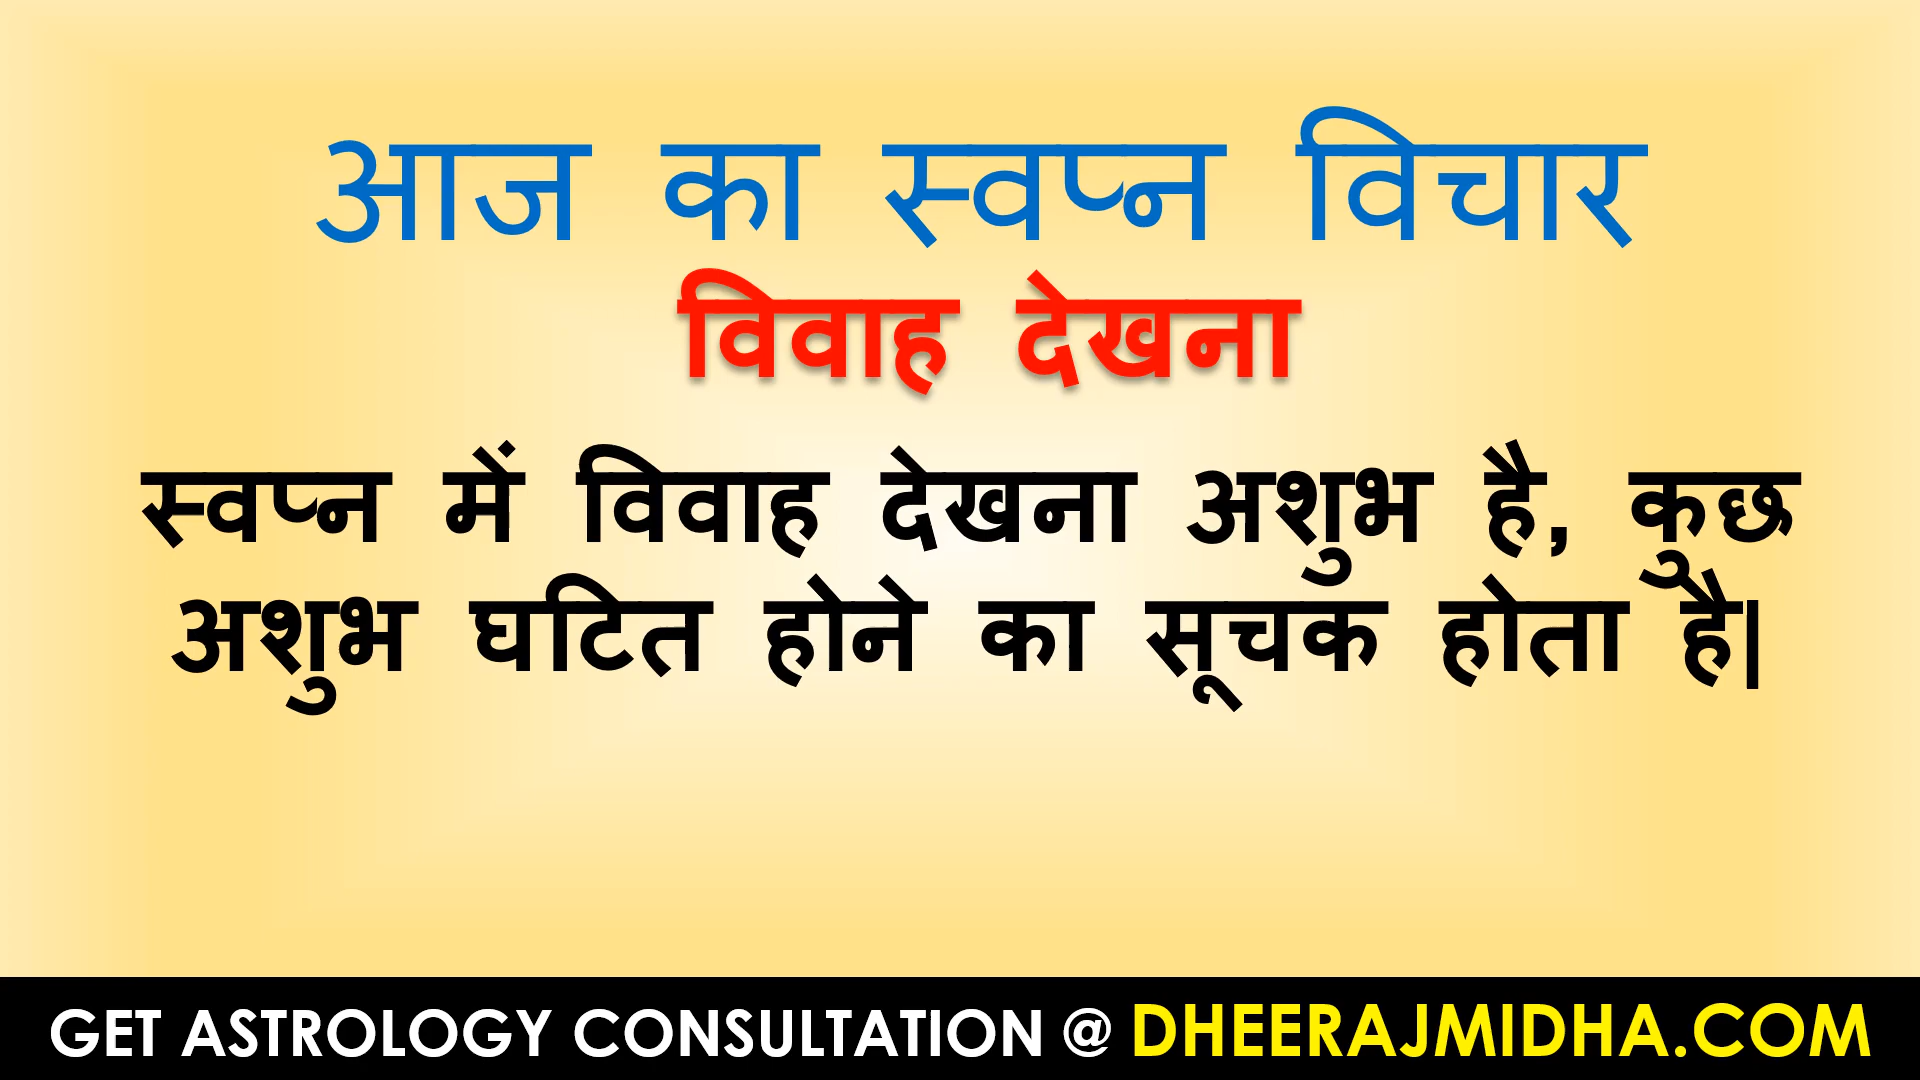 आज का स्वप्न विचार
विवाह देखना
स्वप्न में विवाह देखना अशुभ है, कुछ
अशुभ घटित होने का सूचक होता है|
GET ASTROLOGY CONSULTATION @ DHEERAJMIDHA.COM